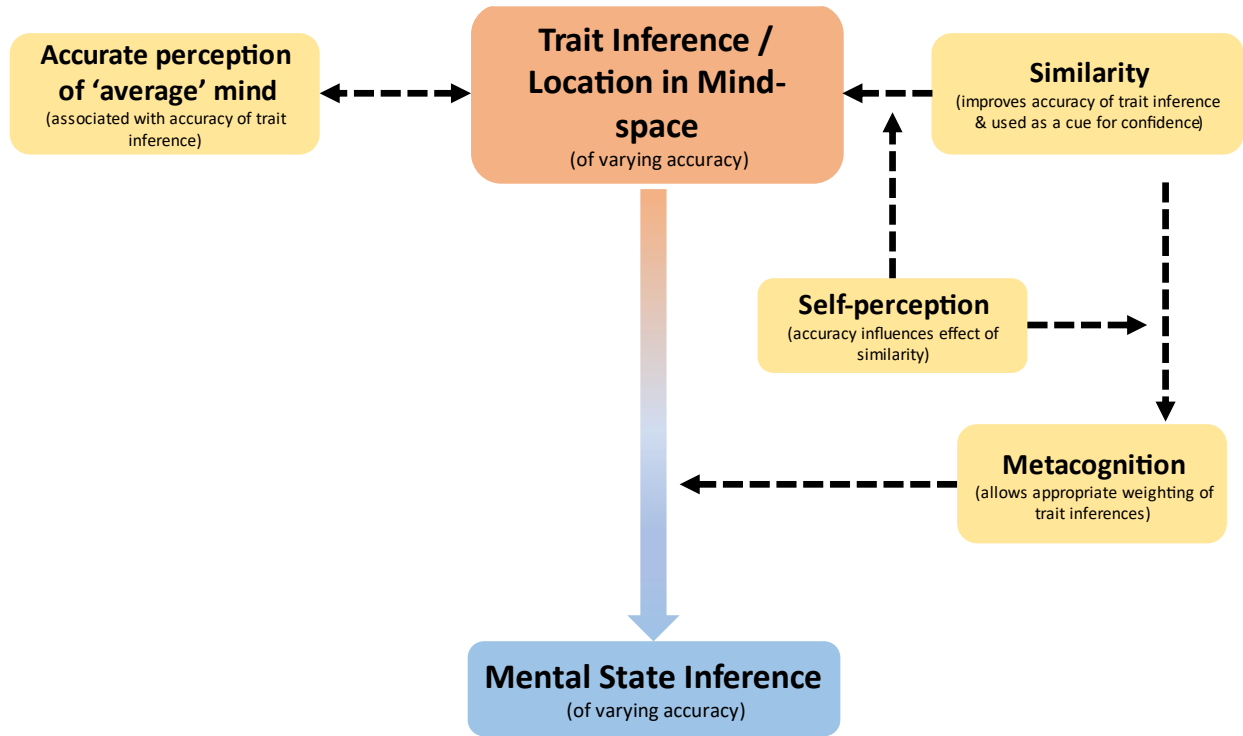 Accurate perception
of ‘average’ mind
(associated with accuracy of trait
inference)
Trait Inference /
Location in Mind-
space
(of varying accuracy)
Similarity
(improves accuracy of trait inference
& used as a cue for confidence)
Self-perception
(accuracy influences effect of
similarity)
Metacognition
(allows appropriate weighting of
trait inferences)
Mental State Inference
(of varying accuracy)